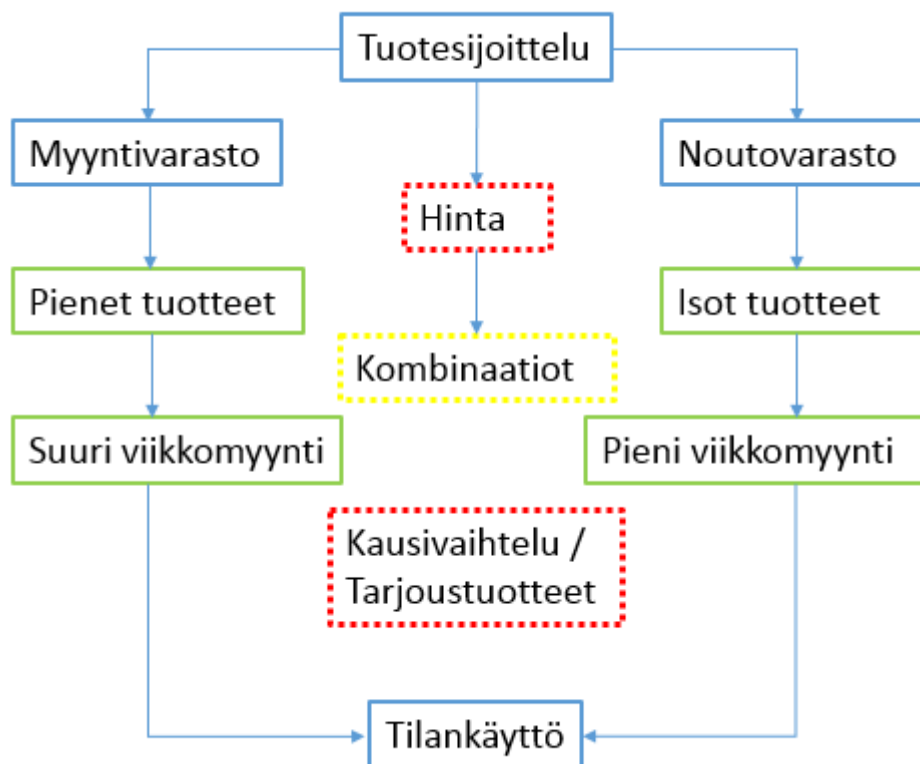 Tuotesijoittelu
Myyntivarasto
Noutovarasto
Hinta
Pienet tuotteet
Isot tuotteet
Kombinaatiot
Suuri viikkomyynti
Pieni viikkomyynti
Kausivaihtelu /
Tarjoustuotteet
Tilankäyttö